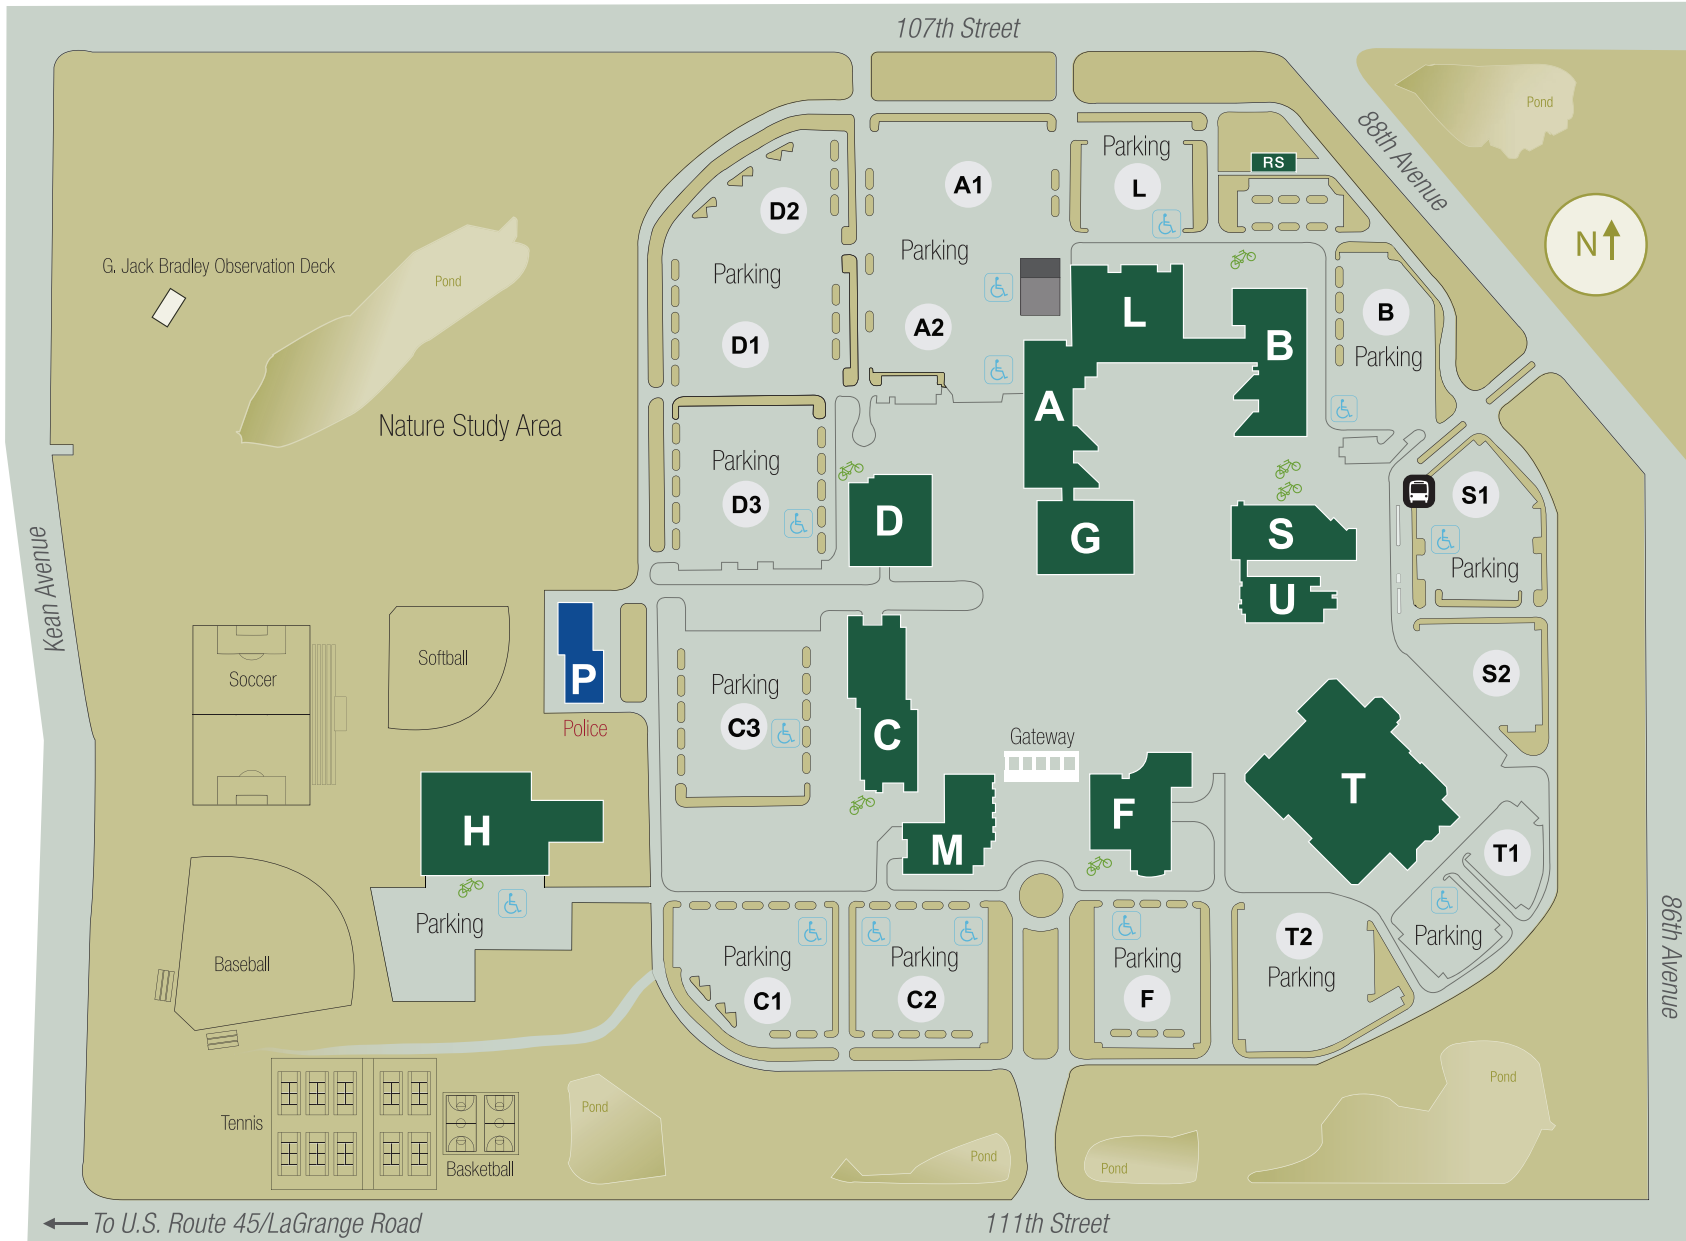 107th Street
Pond
88th Avenue
Parking
L
RS
A1
D2
N
Parking
Parking
G. Jack Bradley Observation Deck
Pond
L
B
B
A2
D1
Parking
A
Nature Study Area
Parking
D3
S1
D
G
S
Parking
U
Kean Avenue
Softball
Soccer
P
Police
Parking
C3
S2
C
Gateway
T
H
M
F
T1
Parking
Baseball
Parking
C1
Parking
C2
Parking
F
T2
Parking
Parking
86th Avenue
Tennis
Basketball
Pond
Pond
Pond
Pond
To U.S. Route 45/LaGrange Road
111th Street